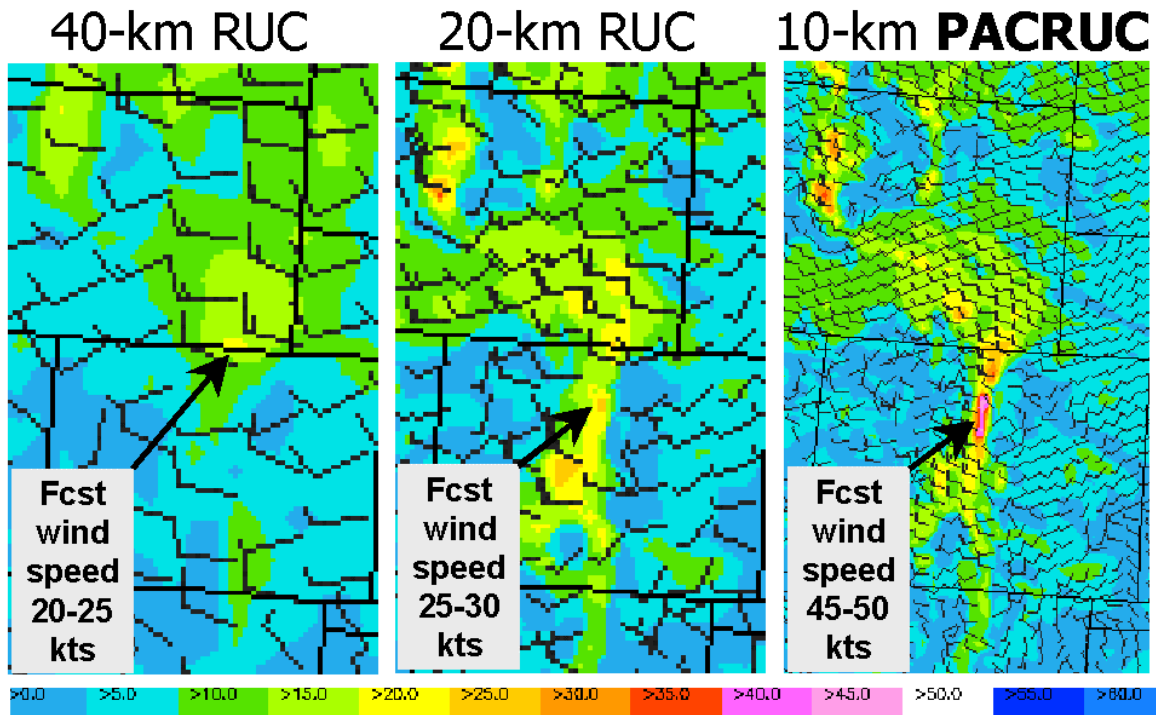 40-km RUC
20-km RUC
10-km PACRUC
Fcst
wind
speed
20-25
kts
Fcst
wind
speed
25-30
kts
Fcst
wind
speed
45-50
kts
>0.0 >5.0 >10.0 >15.0 >20.0 >25.0 >30.0 >35.0 >40.0 >45.0 >50.0 >55.0 >60.0